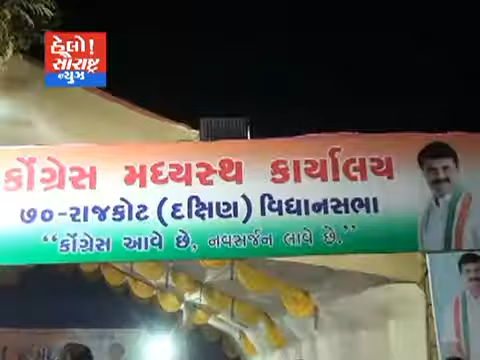 હેલો!
સૌરાષ્ટ્ર
ન્યુઝ
કોંગ્રેસ મધ્યસ્થ કાર્યાલય
૭૦-રાજકોટ (દક્ષિણ) વિધાનસભા
“કોંગ્રેસ આવે છે, નવસર્જન લાવે છે.”